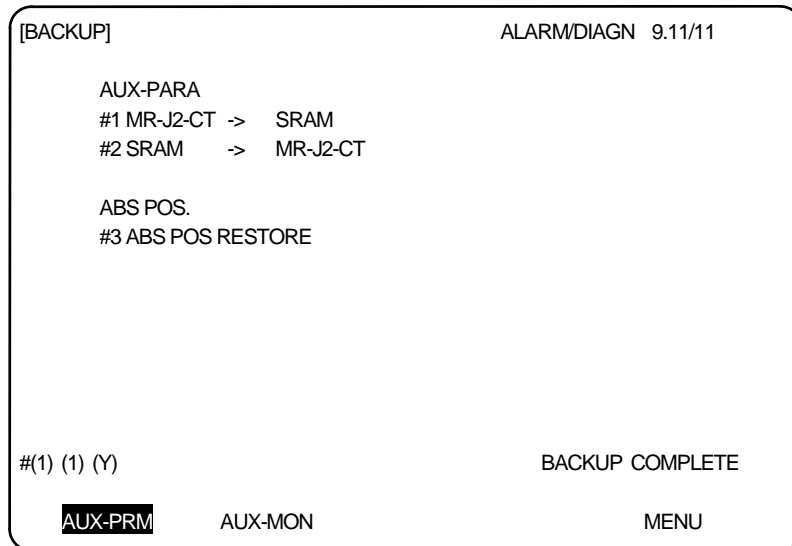 [BACKUP] ALARM/DIAGN 9.11/11
AUX-PARA
#1 MR-J2-CT -> SRAM
#2 SRAM -> MR-J2-CT
ABS POS.
#3 ABS POS RESTORE
#(1) (1) (Y) BACKUP COMPLETE
AUX-PRM AUX-MON MENU